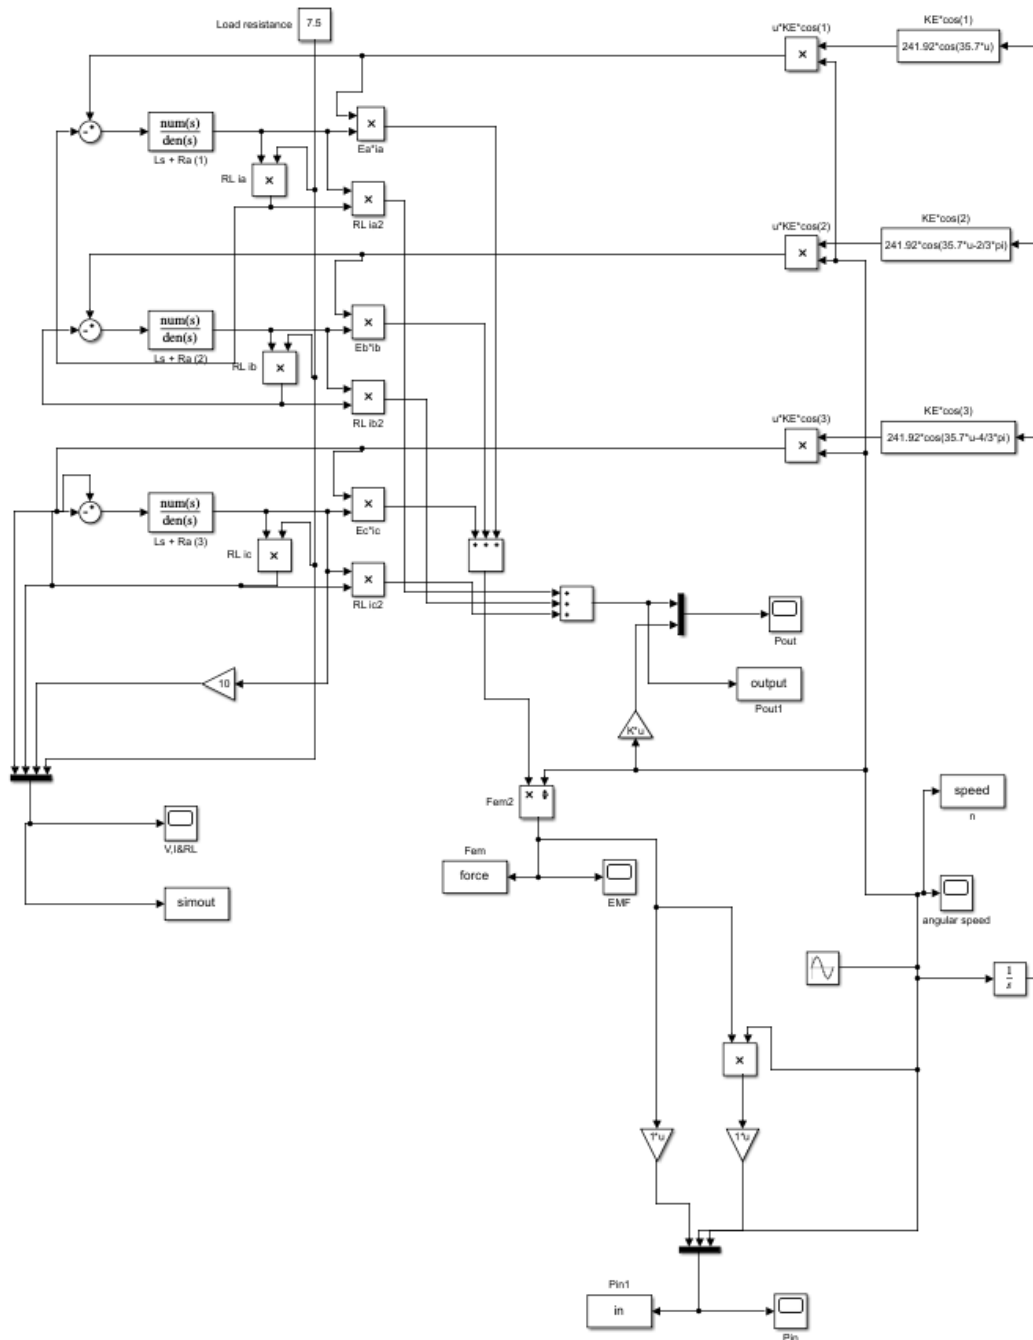 Load resistance
7.5
KE*cos(1)
u*KE*cos(1)
241.92*cos(35.7*u)
num(s)
den(s)
Ls + Ra (1)
Ea*ia
RL ia
RL ia2
KE*cos(2)
u*KE*cos(2)
241.92*cos(35.7*u-2/3*pi)
num(s)
den(s)
Ls + Ra (2)
Eb*ib
RL ib
RL ib2
KE*cos(3)
u*KE*cos(3)
241.92*cos(35.7*u-4/3*pi)
num(s)
den(s)
Ls + Ra (3)
Ec*ic
RL ic
RL ic2
Pout
10
output
Pout1
K*u
Fem2
speed
n
V,I&RL
Fem
force
EMF
simout
angular speed
1
s
1*u
1*u
Pin1
in
Pin